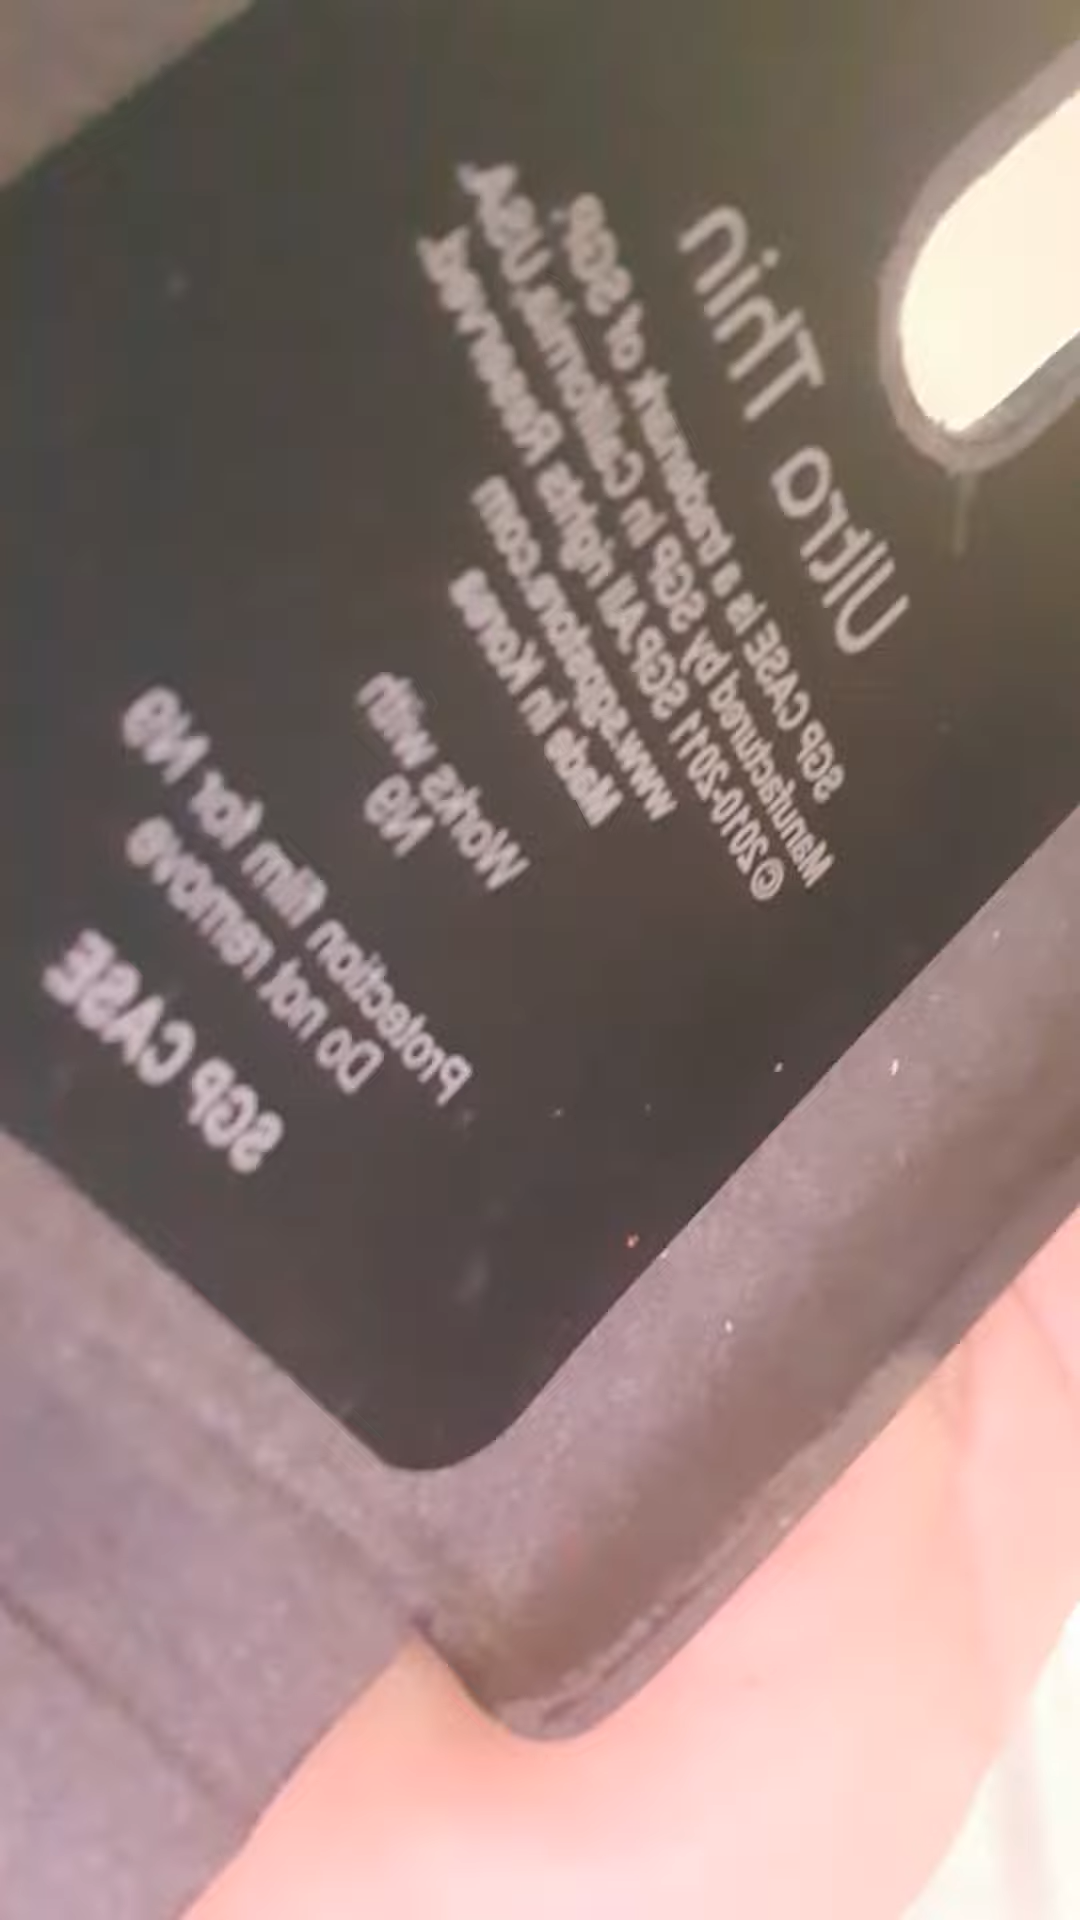 Ultra Thin
SGP CASE is a trademark of SGP.
Manufactured by SGP in California, USA
©2010-2011 SGP.All rights Reserved
www.sgpstore.com
Made in Korea
Works with
N9
Protection film for N9
Do not remove
SGP CASE